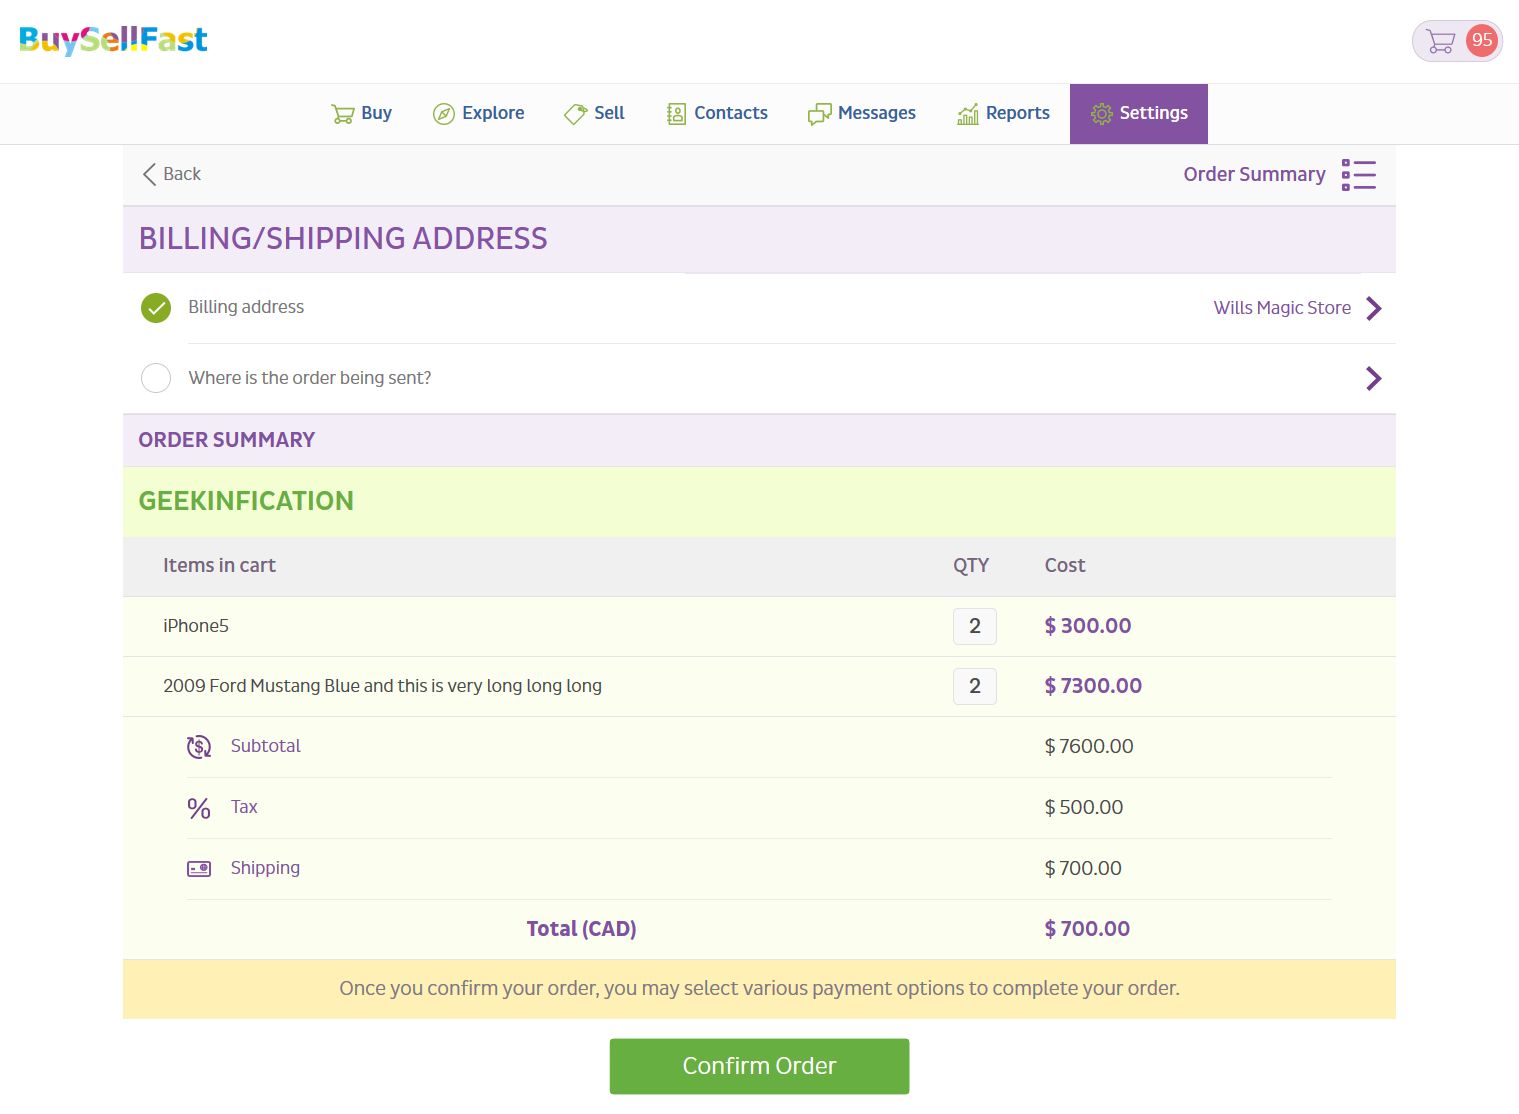 BuySellFast
95
Buy Explore Sell Contacts Messages Reports Settings
Back Order Summary
BILLING/SHIPPING ADDRESS
Billing address Wills Magic Store
Where is the order being sent?
ORDER SUMMARY
GEEKINFICATION
Items in cart QTY Cost
iPhone5 2 $ 300.00
2009 Ford Mustang Blue and this is very long long long 2 $ 7300.00
Subtotal $ 7600.00
Tax $ 500.00
Shipping $ 700.00
Total (CAD) $ 700.00
Once you confirm your order, you may select various payment options to complete your order.
Confirm Order